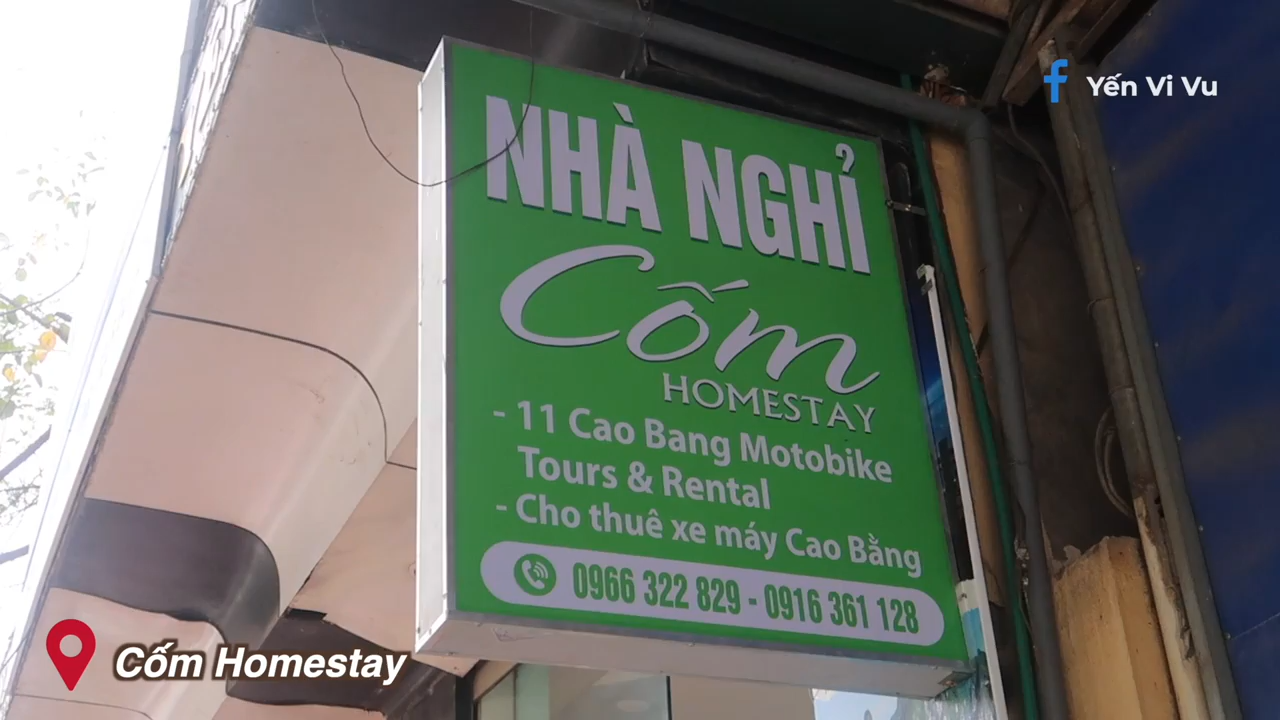 Yến Vi Vu
NHÀ NGHỈ
Cốm
HOMESTAY
- 11 Cao Bang Motobike
Tours & Rental
- Cho thuê xe máy Cao Bằng
0966 322 829 - 0916 361 128
Cốm Homestay